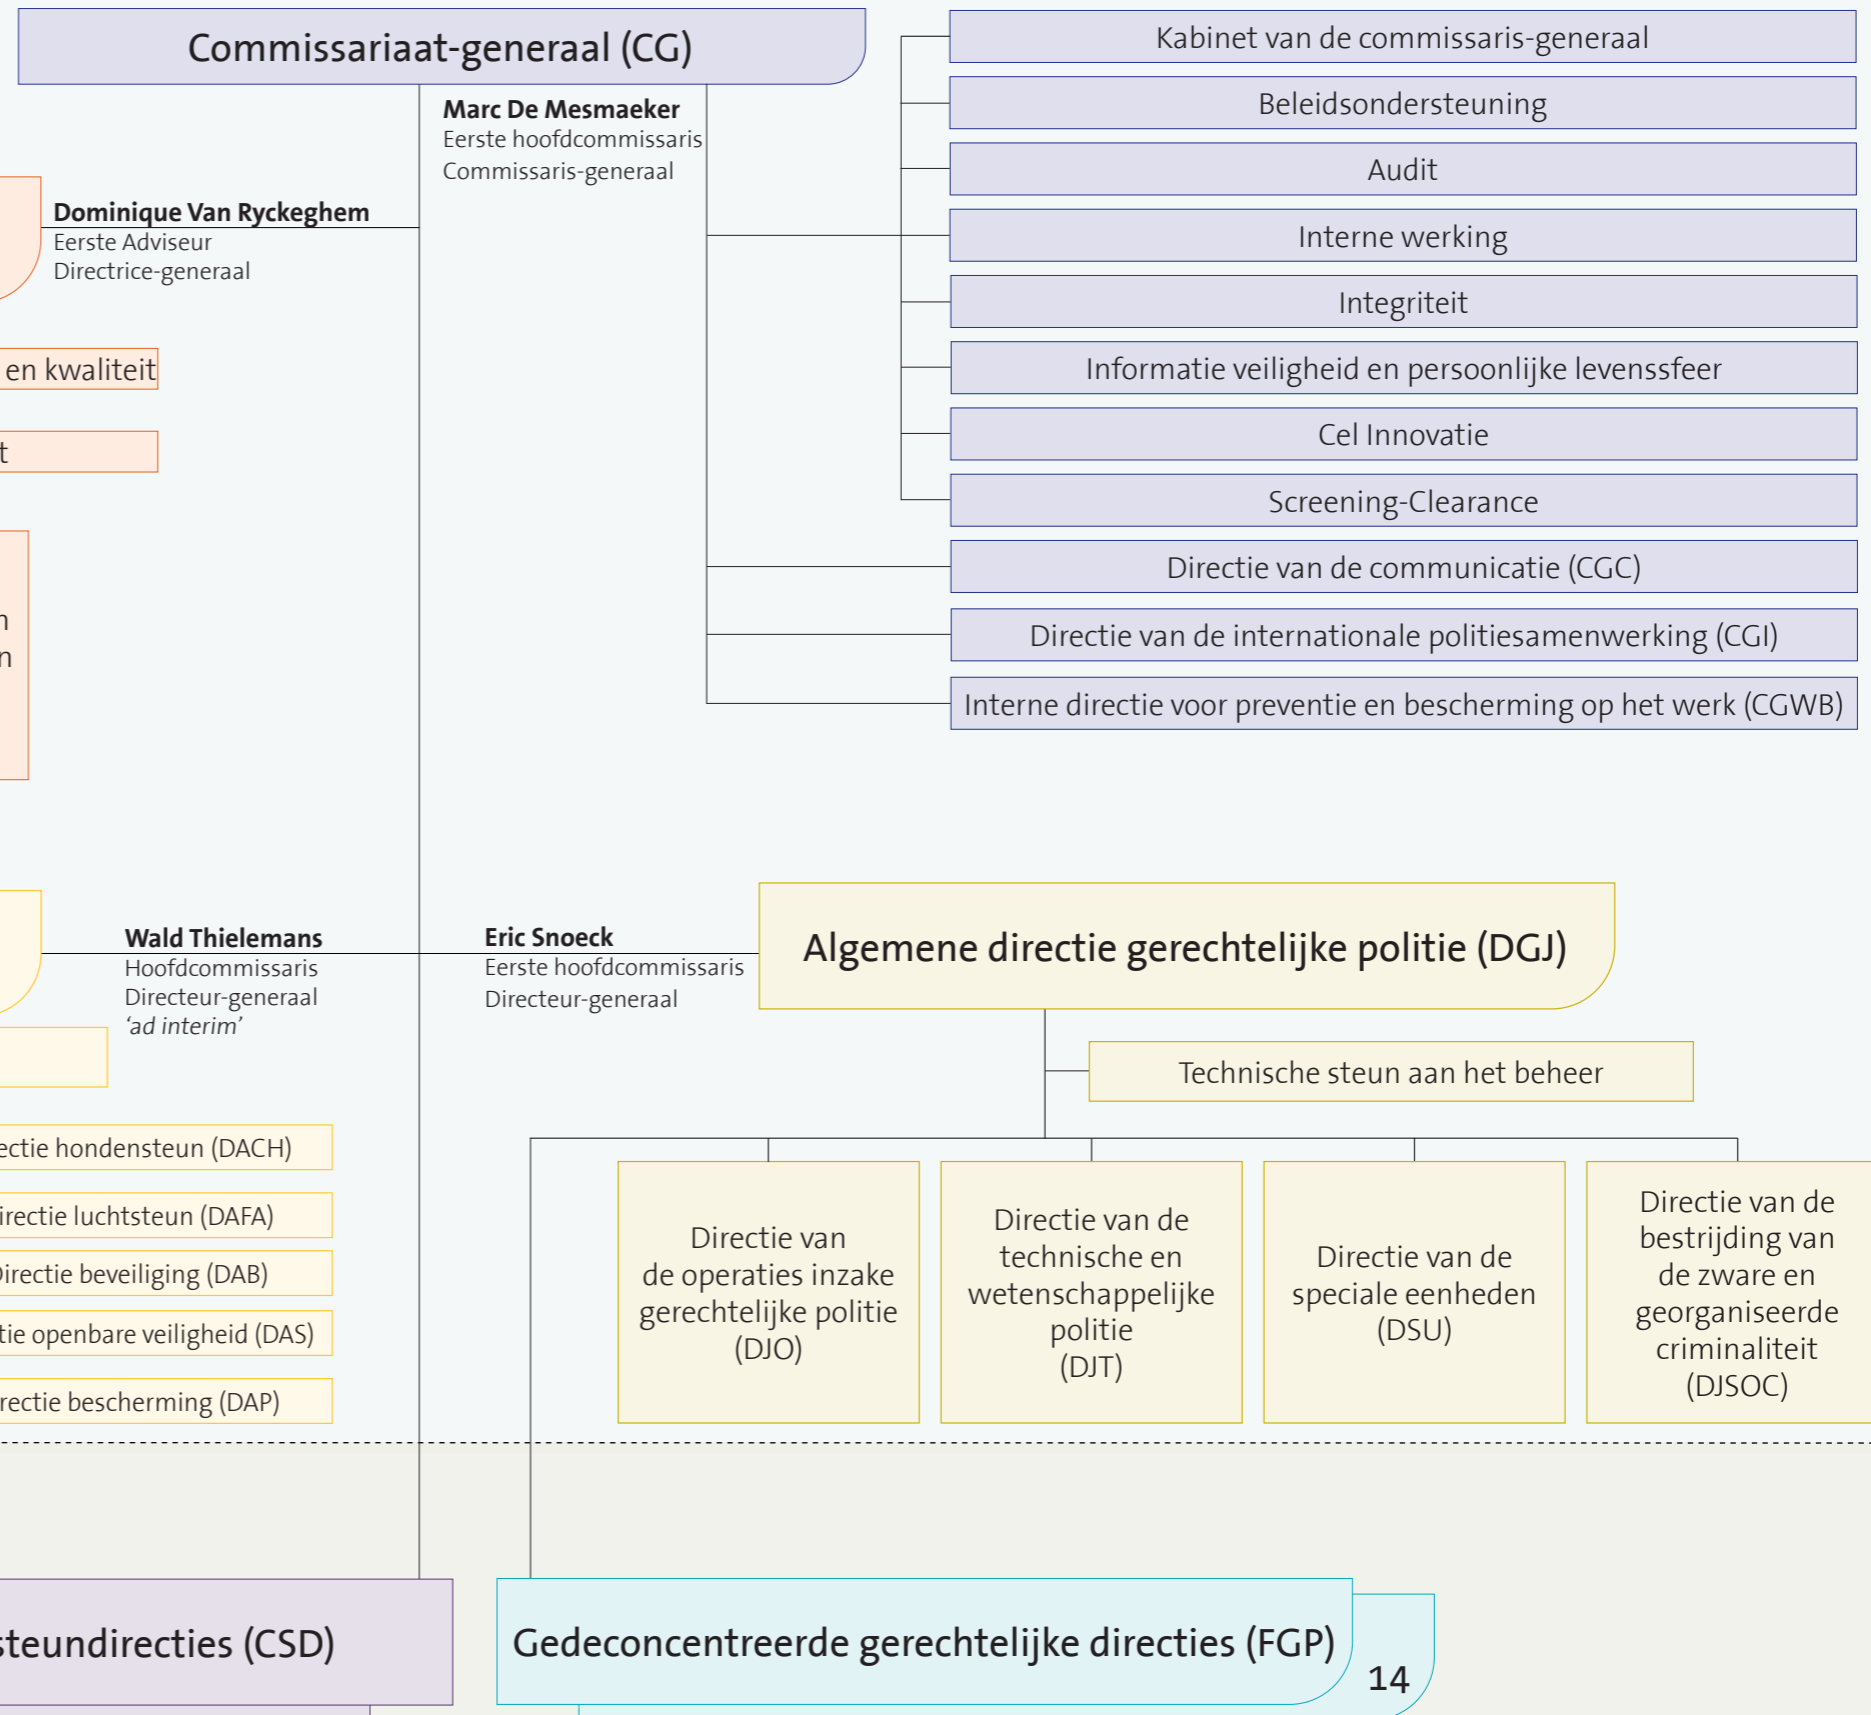 Commissariaat-generaal (CG)
Marc De Mesmaeker
Eerste hoofdcommissaris
Commissaris-generaal
Kabinet van de commissaris-generaal
Beleidsondersteuning
Audit
Interne werking
Integriteit
Informatie veiligheid en persoonlijke levenssfeer
Cel Innovatie
Screening-Clearance
Directie van de communicatie (CGC)
Directie van de internationale politiesamenwerking (CGI)
Interne directie voor preventie en bescherming op het werk (CGWB)
Dominique Van Ryckeghem
Eerste Adviseur
Directrice-generaal
en kwaliteit
t
n
n
Wald Thielemans
Hoofdcommissaris
Directeur-generaal
‘ad interim’
Eric Snoeck
Eerste hoofdcommissaris
Directeur-generaal
Algemene directie gerechtelijke politie (DGJ)
Technische steun aan het beheer
ectie hondensteun (DACH)
irectie luchtsteun (DAFA)
Directie beveiliging (DAB)
tie openbare veiligheid (DAS)
rectie bescherming (DAP)
Directie van
de operaties inzake
gerechtelijke politie
(DJO)
Directie van de
technische en
wetenschappelijke
politie
(DJT)
Directie van de
speciale eenheden
(DSU)
Directie van de
bestrijding van
de zware en
georganiseerde
criminaliteit
(DJSOC)
steundirecties (CSD)
Gedeconcentreerde gerechtelijke directies (FGP)
14